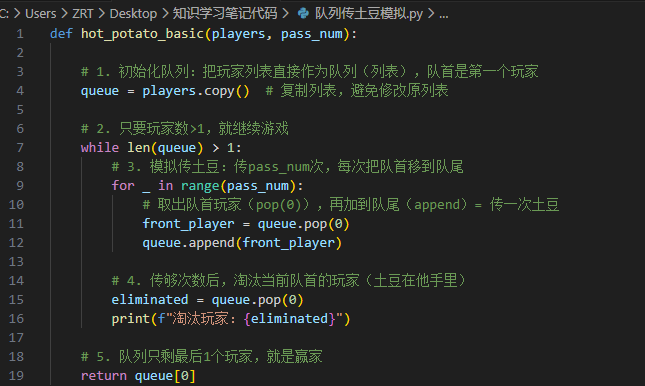 C: > Users > ZRT > Desktop > 知识学习笔记代码 > 队列传土豆模拟.py > ...
1 def hot_potato_basic(players, pass_num):
2
3 # 1. 初始化队列：把玩家列表直接作为队列（列表），队首是第一个玩家
4 queue = players.copy()  # 复制列表，避免修改原列表
5
6 # 2. 只要玩家数>1，就继续游戏
7 while len(queue) > 1:
8 # 3. 模拟传土豆：传pass_num次，每次把队首移到队尾
9 for _ in range(pass_num):
10 # 取出队首玩家（pop(0)），再加到队尾（append）= 传一次土豆
11 front_player = queue.pop(0)
12 queue.append(front_player)
13
14 # 4. 传够次数后，淘汰当前队首的玩家（土豆在他手里）
15 eliminated = queue.pop(0)
16 print(f"淘汰玩家：{eliminated}")
17
18 # 5. 队列只剩最后1个玩家，就是赢家
19 return queue[0]